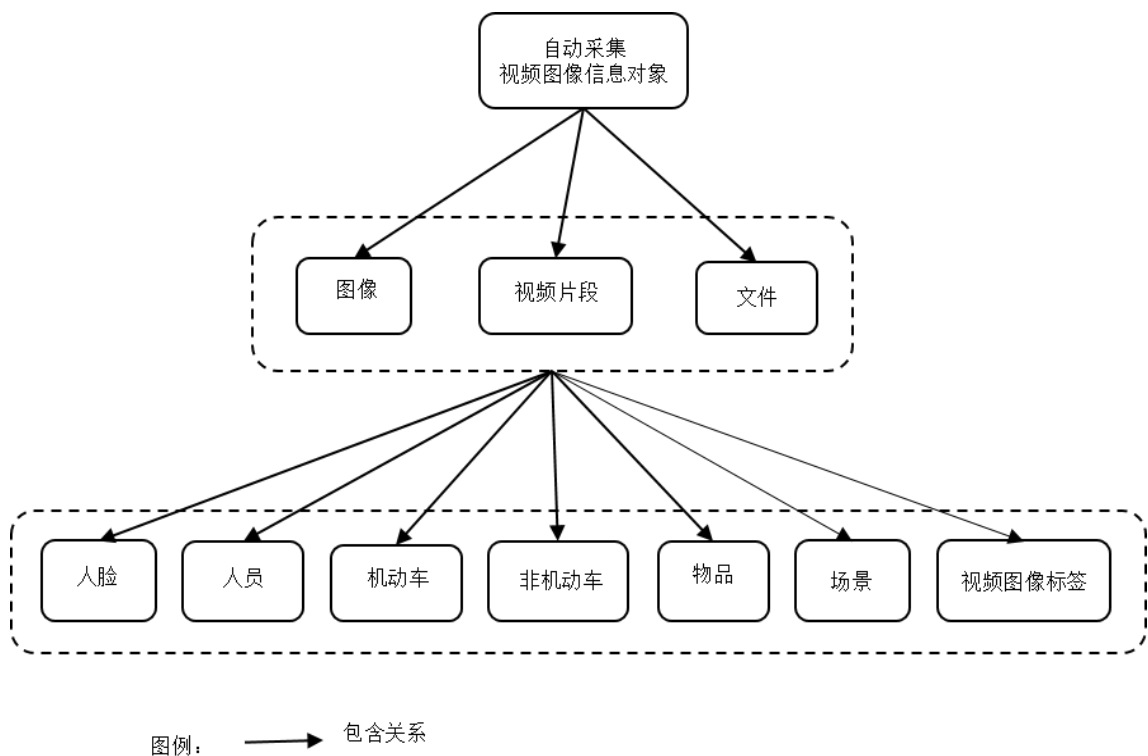 自动采集
视频图像信息对象
图像
视频片段
文件
人脸
人员
机动车
非机动车
物品
场景
视频图像标签
图例：
包含关系